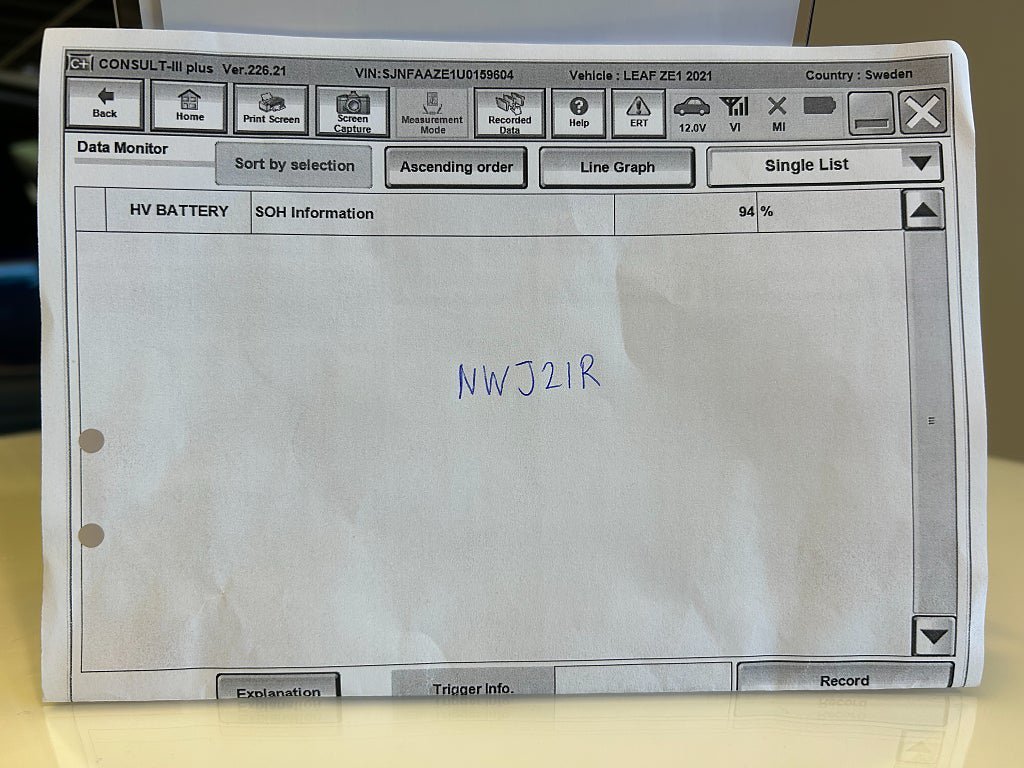 C+ CONSULT-III plus Ver.226.21 VIN:SJNFAAZE1U0159604 Vehicle : LEAF ZE1 2021 Country : Sweden
Back Home Print Screen Screen Capture Measurement Mode Recorded Data Help ERT 12.0V VI MI
Data Monitor Sort by selection Ascending order Line Graph Single List
HV BATTERY SOH Information 94 %
NWJ21R
Explanation Trigger Info. Record